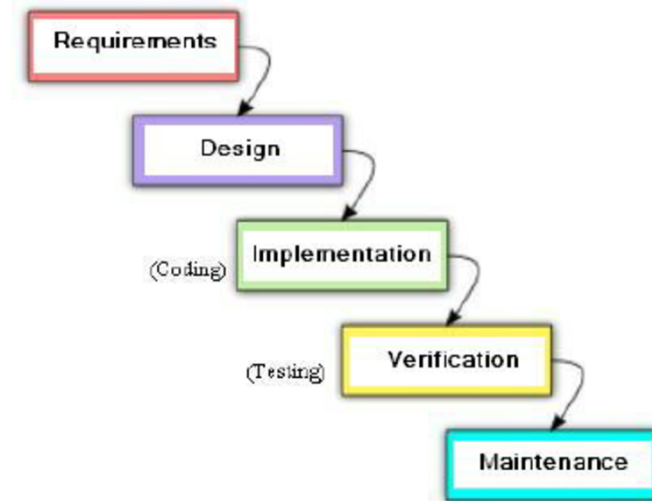 Requirements
Design
Implementation
(Coding)
Verification
(Testing)
Maintenance